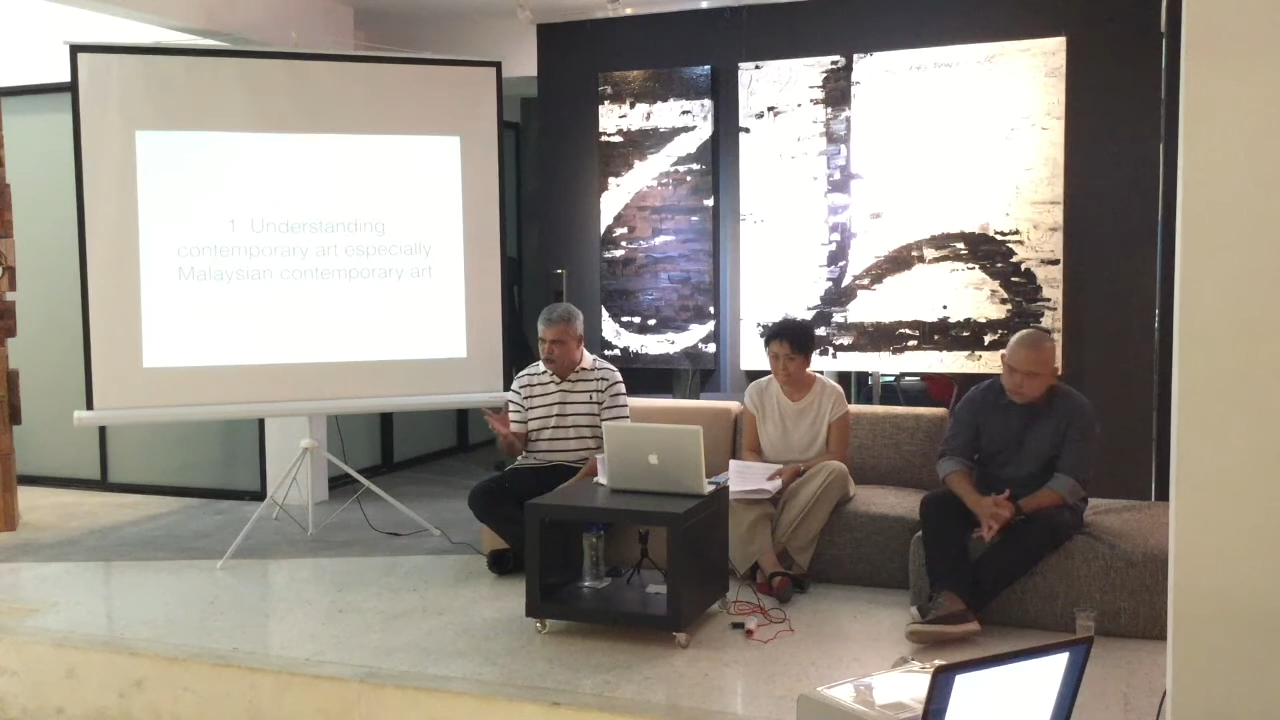 1. Understanding
contemporary art especially
Malaysian contemporary art